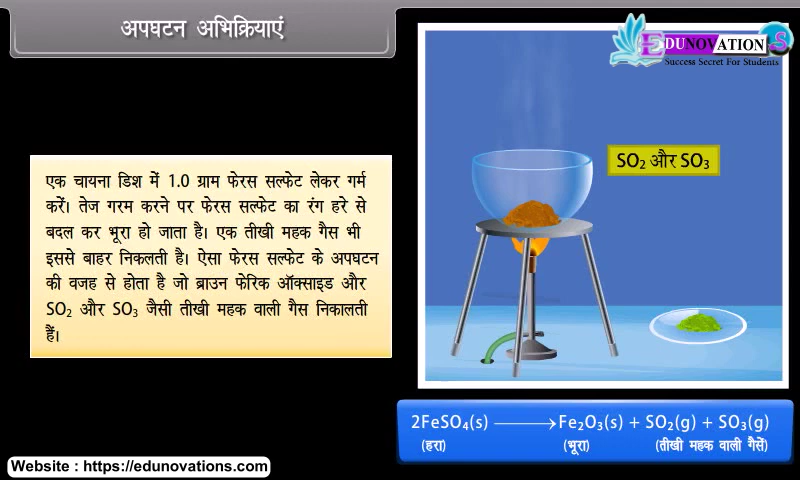 अपघटन अभिक्रियाएं
EDUNOVATIONS
Success Secret For Students
एक चायना डिश में 1.0 ग्राम फेरस सल्फेट लेकर गर्म
करें। तेज गरम करने पर फेरस सल्फेट का रंग हरे से
बदल कर भूरा हो जाता है। एक तीखी महक गैस भी
इससे बाहर निकलती है। ऐसा फेरस सल्फेट के अपघटन
की वजह से होता है जो ब्राउन फेरिक ऑक्साइड और
SO₂ और SO₃ जैसी तीखी महक वाली गैस निकालती
हैं।
SO₂ और SO₃
2FeSO₄(s) ⟶ Fe₂O₃(s) + SO₂(g) + SO₃(g)
(हरा) (भूरा) (तीखी महक वाली गैसें)
Website : https://edunovations.com